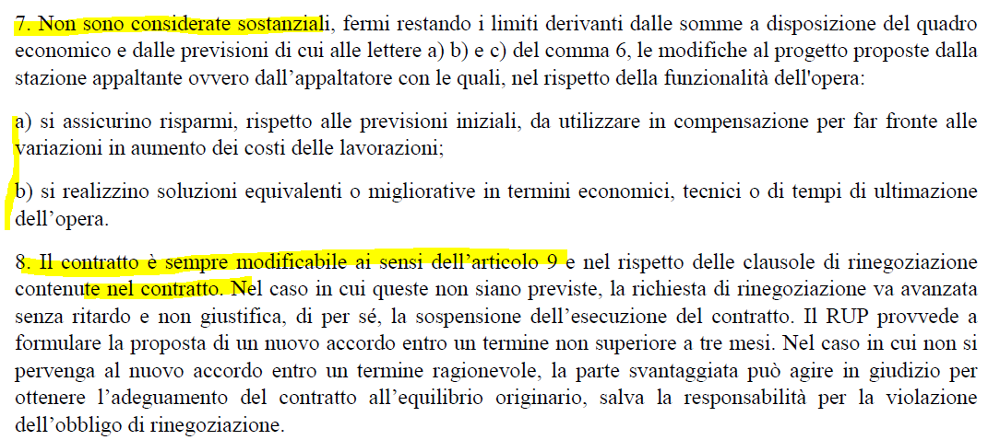 7. Non sono considerate sostanziali, fermi restando i limiti derivanti dalle somme a disposizione del quadro
economico e dalle previsioni di cui alle lettere a) b) e c) del comma 6, le modifiche al progetto proposte dalla
stazione appaltante ovvero dall’appaltatore con le quali, nel rispetto della funzionalità dell'opera:
a) si assicurino risparmi, rispetto alle previsioni iniziali, da utilizzare in compensazione per far fronte alle
variazioni in aumento dei costi delle lavorazioni;
b) si realizzino soluzioni equivalenti o migliorative in termini economici, tecnici o di tempi di ultimazione
dell’opera.
8. Il contratto è sempre modificabile ai sensi dell’articolo 9 e nel rispetto delle clausole di rinegoziazione
contenute nel contratto. Nel caso in cui queste non siano previste, la richiesta di rinegoziazione va avanzata
senza ritardo e non giustifica, di per sé, la sospensione dell’esecuzione del contratto. Il RUP provvede a
formulare la proposta di un nuovo accordo entro un termine non superiore a tre mesi. Nel caso in cui non si
pervenga al nuovo accordo entro un termine ragionevole, la parte svantaggiata può agire in giudizio per
ottenere l’adeguamento del contratto all’equilibrio originario, salva la responsabilità per la violazione
dell’obbligo di rinegoziazione.